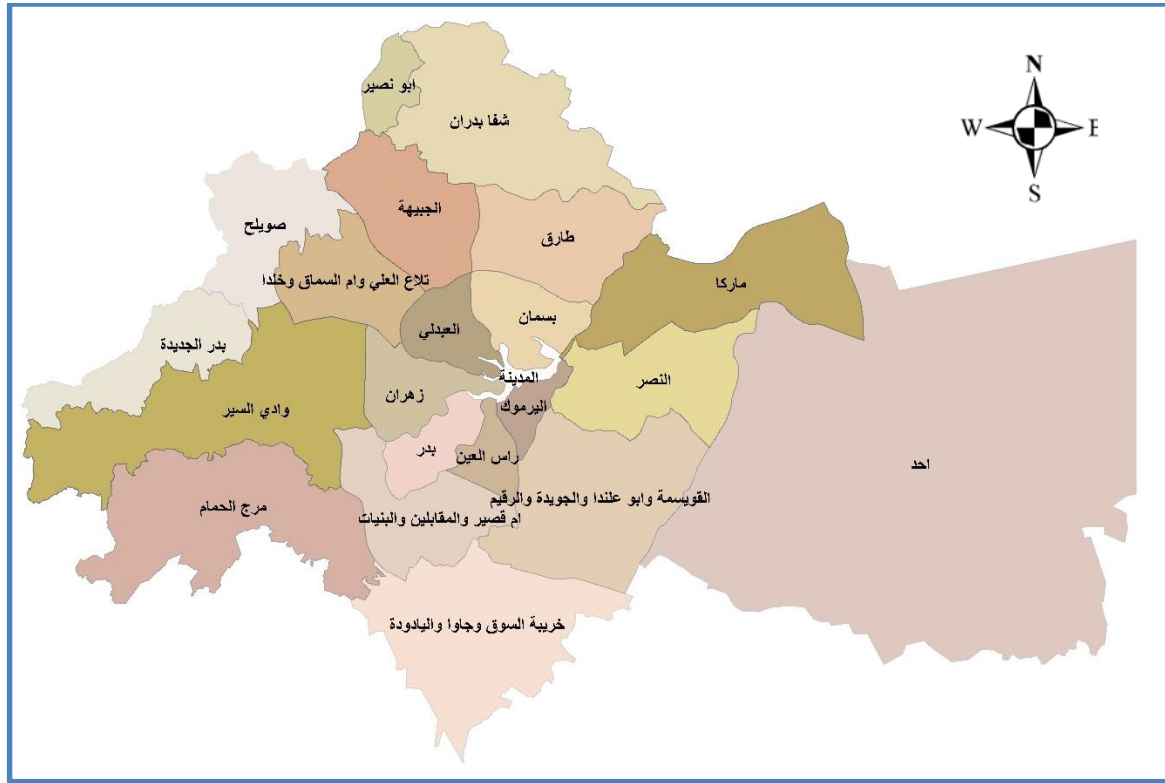 ابو نصير
شفا بدران
N
W
E
S
الجبيهة
صويلح
طارق
تلاع العلي وام السماق وخلدا
ماركا
بسمان
العبدلي
بدر الجديدة
المدينة
النصر
زهران
اليرموك
وادي السير
بدر
راس العين
احد
القويسمة وابو علندا والجويدة والرقيم
مرج الحمام
ام قصير والمقابلين والبنيات
خريبة السوق وجاوا واليادودة